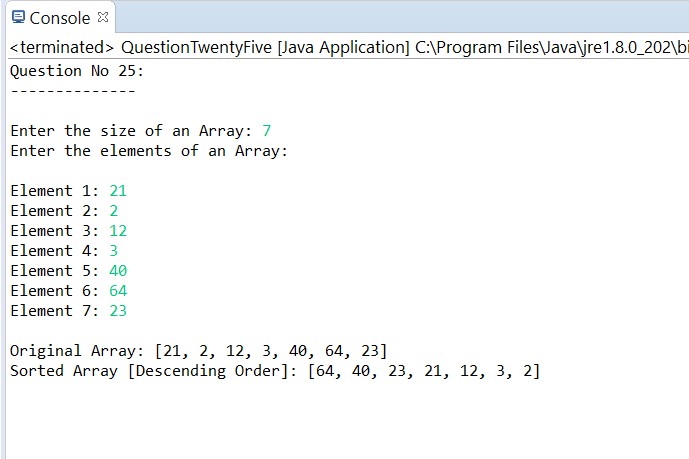 Console
<terminated> QuestionTwentyFive [Java Application] C:\Program Files\Java\jre1.8.0_202\bi
Question No 25:
--------------
Enter the size of an Array: 7
Enter the elements of an Array:
Element 1: 21
Element 2: 2
Element 3: 12
Element 4: 3
Element 5: 40
Element 6: 64
Element 7: 23
Original Array: [21, 2, 12, 3, 40, 64, 23]
Sorted Array [Descending Order]: [64, 40, 23, 21, 12, 3, 2]